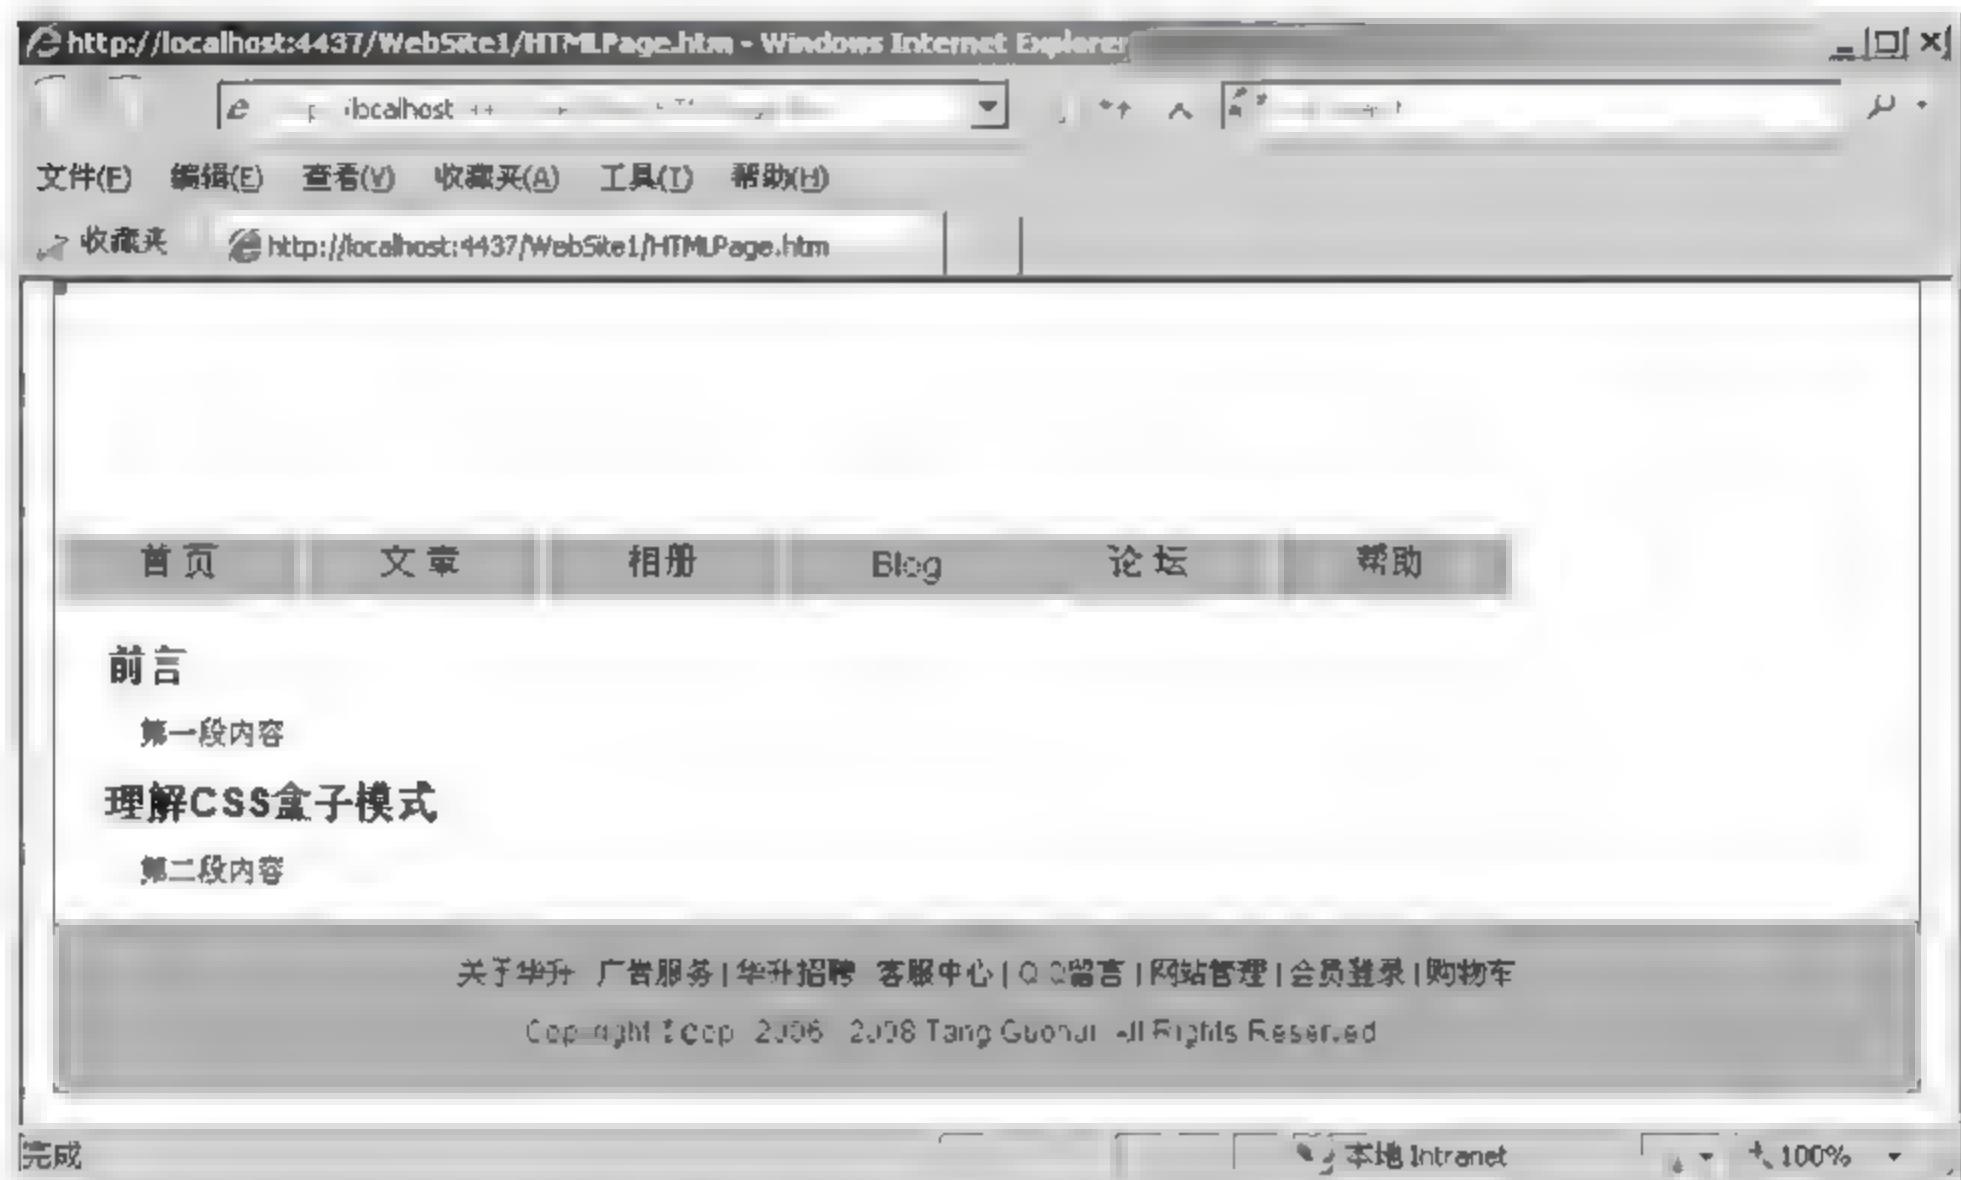 http://localhost:4437/WebSite1/HTMLPage.htm - Windows Internet Explorer
localhost
文件(F) 编辑(E) 查看(V) 收藏夹(A) 工具(T) 帮助(H)
收藏夹 http://localhost:4437/WebSite1/HTMLPage.htm
首页 文章 相册 Blog 论坛 帮助
前言
第一段内容
理解CSS盒子模式
第二段内容
关于华升 广告服务|华升招聘 客服中心|QQ留言|网站管理|会员登录|购物车
2006 2008 Tang Guohui All Rights Reserved
完成 本地 Intranet 100%